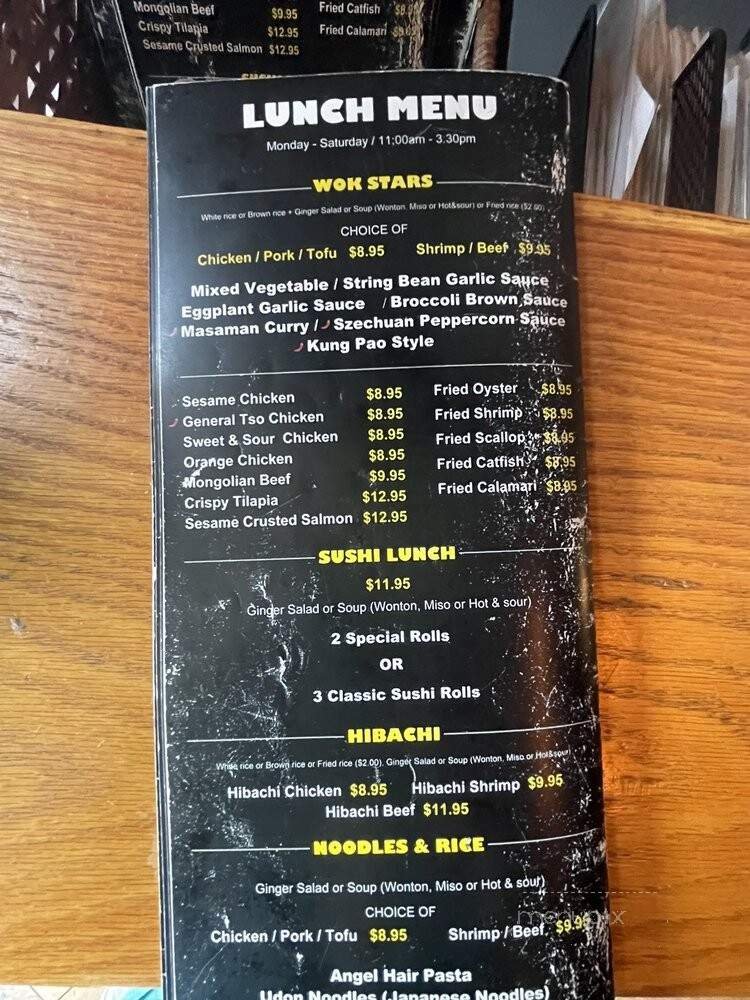 Mongolian Beef $9.95 Fried Catfish
Crispy Tilapia $12.95 Fried Calamari
Sesame Crusted Salmon $12.95
LUNCH MENU
Monday - Saturday / 11:00am - 3.30pm
WOK STARS
White rice or Brown rice + Ginger Salad or Soup (Wonton, Miso or Hot&sour) or Fried rice ($2.00)
CHOICE OF
Chicken / Pork / Tofu $8.95 Shrimp / Beef $9.95
Mixed Vegetable / String Bean Garlic Sauce
Eggplant Garlic Sauce / Broccoli Brown Sauce
Masaman Curry / Szechuan Peppercorn Sauce
Kung Pao Style
Sesame Chicken $8.95 Fried Oyster $8.95
General Tso Chicken $8.95 Fried Shrimp $8.95
Sweet & Sour Chicken $8.95 Fried Scallop $8.95
Orange Chicken $8.95 Fried Catfish $8.95
Mongolian Beef $9.95 Fried Calamari $8.95
Crispy Tilapia $12.95
Sesame Crusted Salmon $12.95
SUSHI LUNCH
$11.95
Ginger Salad or Soup (Wonton, Miso or Hot & sour)
2 Special Rolls
OR
3 Classic Sushi Rolls
HIBACHI
White rice or Brown rice or Fried rice ($2.00). Ginger Salad or Soup (Wonton, Miso or Hot&sour)
Hibachi Chicken $8.95 Hibachi Shrimp $9.95
Hibachi Beef $11.95
NOODLES & RICE
Ginger Salad or Soup (Wonton, Miso or Hot & sour)
CHOICE OF
menupix
Chicken / Pork / Tofu $8.95 Shrimp / Beef $9.95
Angel Hair Pasta
Udon Noodles (Japanese Noodles)